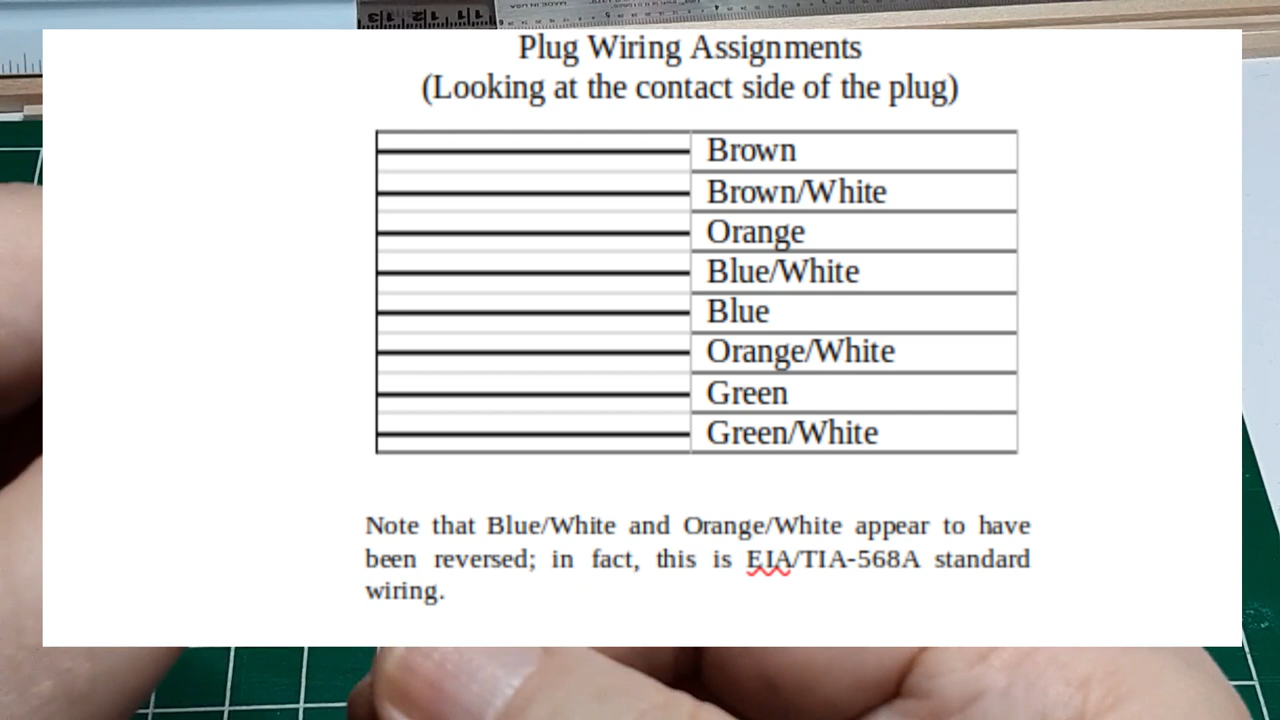 Plug Wiring Assignments
(Looking at the contact side of the plug)
Brown
Brown/White
Orange
Blue/White
Blue
Orange/White
Green
Green/White
Note that Blue/White and Orange/White appear to have
been reversed; in fact, this is EIA/TIA-568A standard
wiring.